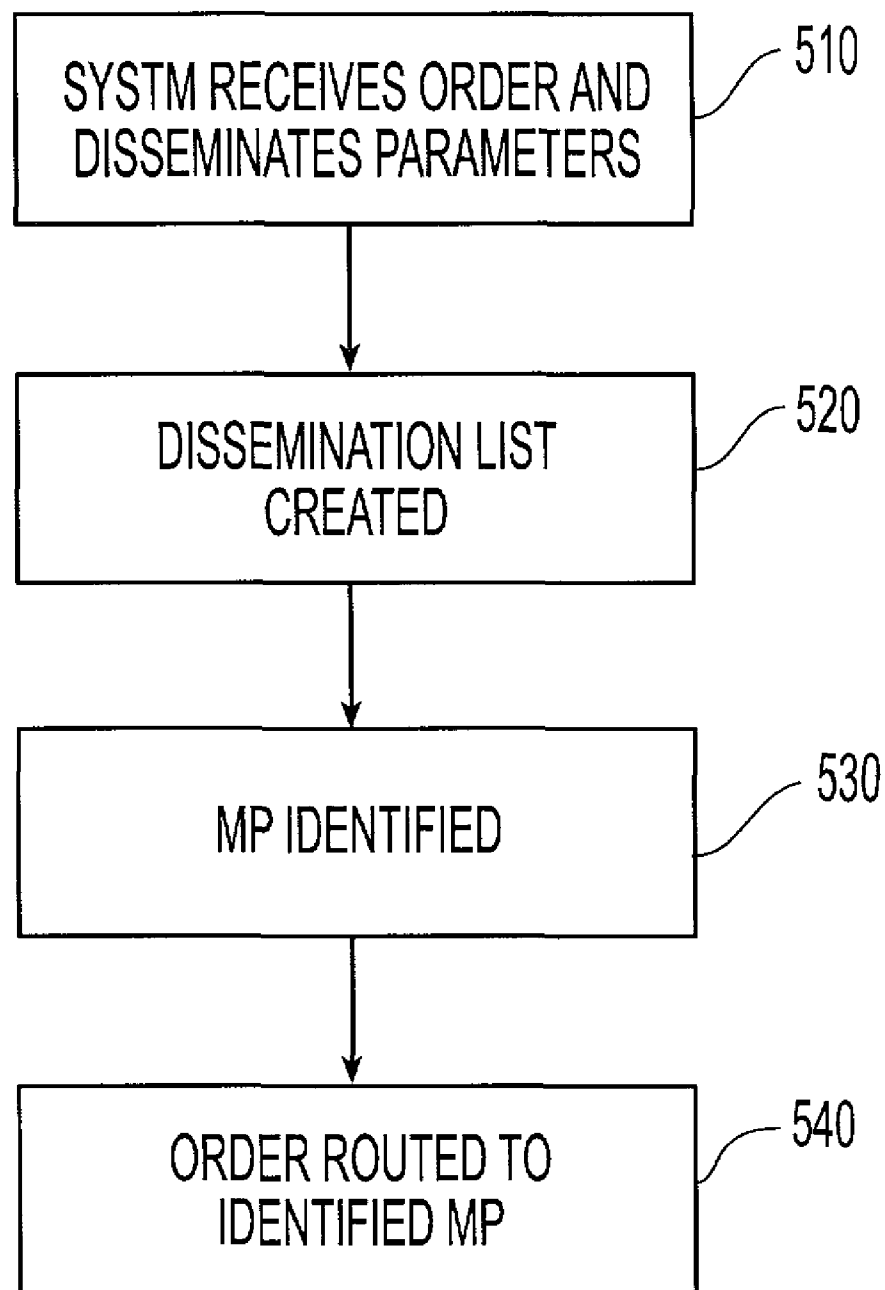 SYSTM RECEIVES ORDER AND
DISSEMINATES PARAMETERS
510
DISSEMINATION LIST
CREATED
520
MP IDENTIFIED
530
ORDER ROUTED TO
IDENTIFIED MP
540